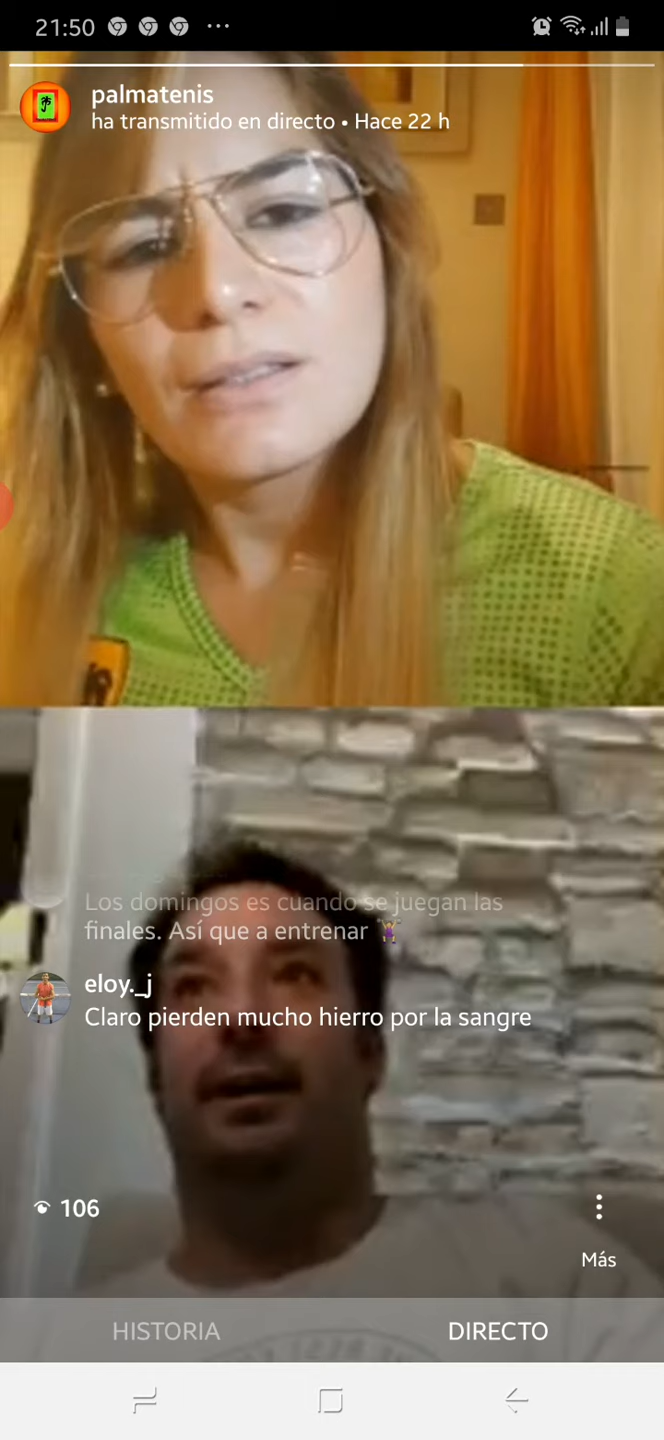 21:50
palmatenis
ha transmitido en directo • Hace 22 h
Los domingos es cuando se juegan las
finales. Así que a entrenar 🏋️‍♀️
eloy._j
Claro pierden mucho hierro por la sangre
106
Más
HISTORIA
DIRECTO